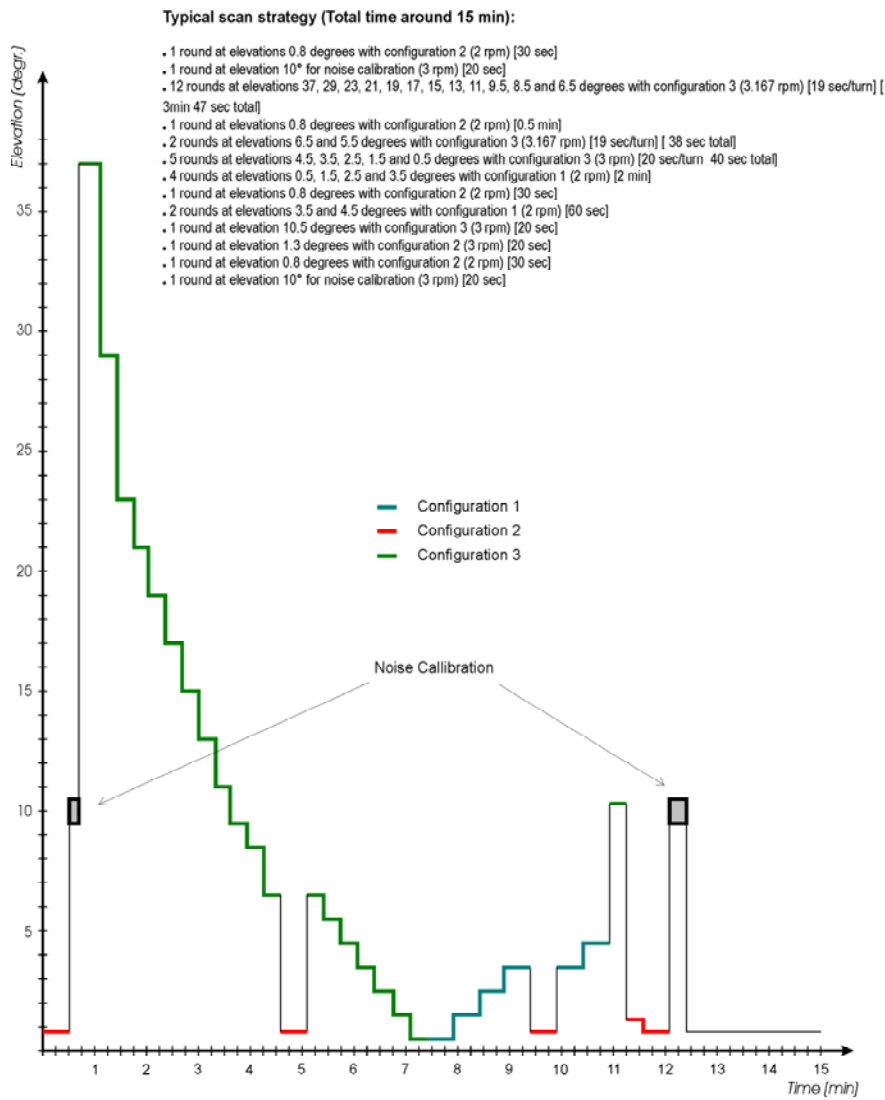 Typical scan strategy (Total time around 15 min):
. 1 round at elevations 0.8 degrees with configuration 2 (2 rpm) [30 sec]
. 1 round at elevation 10° for noise calibration (3 rpm) [20 sec]
. 12 rounds at elevations 37, 29, 23, 21, 19, 17, 15, 13, 11, 9.5, 8.5 and 6.5 degrees with configuration 3 (3.167 rpm) [19 sec/turn] [
3min 47 sec total]
. 1 round at elevations 0.8 degrees with configuration 2 (2 rpm) [0.5 min]
. 2 rounds at elevations 6.5 and 5.5 degrees with configuration 3 (3.167 rpm) [19 sec/turn] [ 38 sec total]
. 5 rounds at elevations 4.5, 3.5, 2.5, 1.5 and 0.5 degrees with configuration 3 (3 rpm) [20 sec/turn 40 sec total]
. 4 rounds at elevations 0.5, 1.5, 2.5 and 3.5 degrees with configuration 1 (2 rpm) [2 min]
. 1 round at elevations 0.8 degrees with configuration 2 (2 rpm) [30 sec]
. 2 rounds at elevations 3.5 and 4.5 degrees with configuration 1 (2 rpm) [60 sec]
. 1 round at elevation 10.5 degrees with configuration 3 (3 rpm) [20 sec]
. 1 round at elevation 1.3 degrees with configuration 2 (3 rpm) [20 sec]
. 1 round at elevation 0.8 degrees with configuration 2 (2 rpm) [30 sec]
. 1 round at elevation 10° for noise calibration (3 rpm) [20 sec]
Elevation [degr.]
35
30
25
Configuration 1
Configuration 2
Configuration 3
20
Noise Callibration
15
10
5
1 2 3 4 5 6 7 8 9 10 11 12 13 14 15
Time [min]